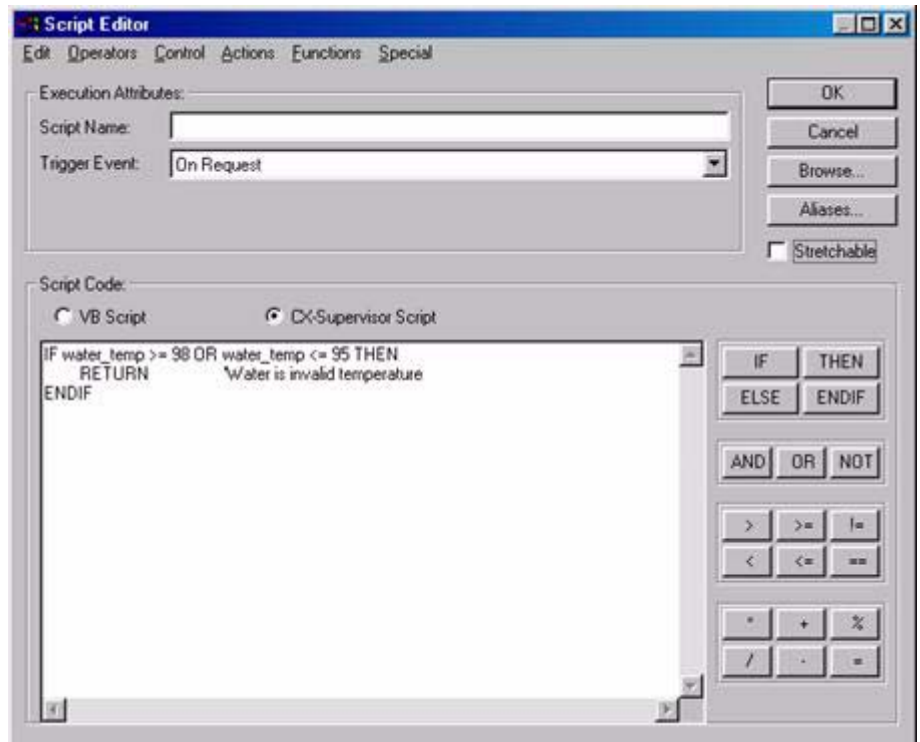 Script Editor
Edit Operators Control Actions Functions Special
Execution Attributes:
Script Name:
Trigger Event: On Request
OK
Cancel
Browse...
Aliases...
Stretchable
Script Code:
VB Script CX-Supervisor Script
IF water_temp >= 98 OR water_temp <= 95 THEN
RETURN 'Water is invalid temperature
ENDIF
IF THEN
ELSE ENDIF
AND OR NOT
> >= !=
< <= ==
* + %
/ - =